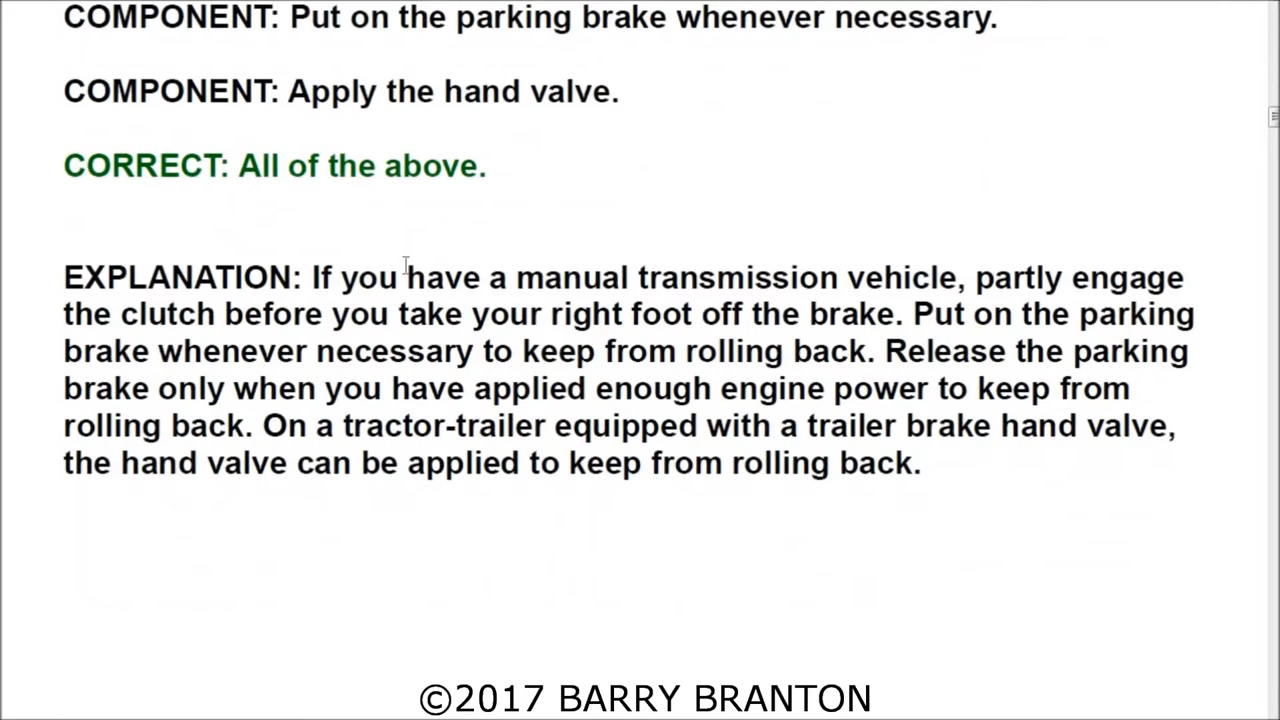 COMPONENT: Put on the parking brake whenever necessary.
COMPONENT: Apply the hand valve.
CORRECT: All of the above.
EXPLANATION: If you have a manual transmission vehicle, partly engage
the clutch before you take your right foot off the brake. Put on the parking
brake whenever necessary to keep from rolling back. Release the parking
brake only when you have applied enough engine power to keep from
rolling back. On a tractor-trailer equipped with a trailer brake hand valve,
the hand valve can be applied to keep from rolling back.
©2017 BARRY BRANTON